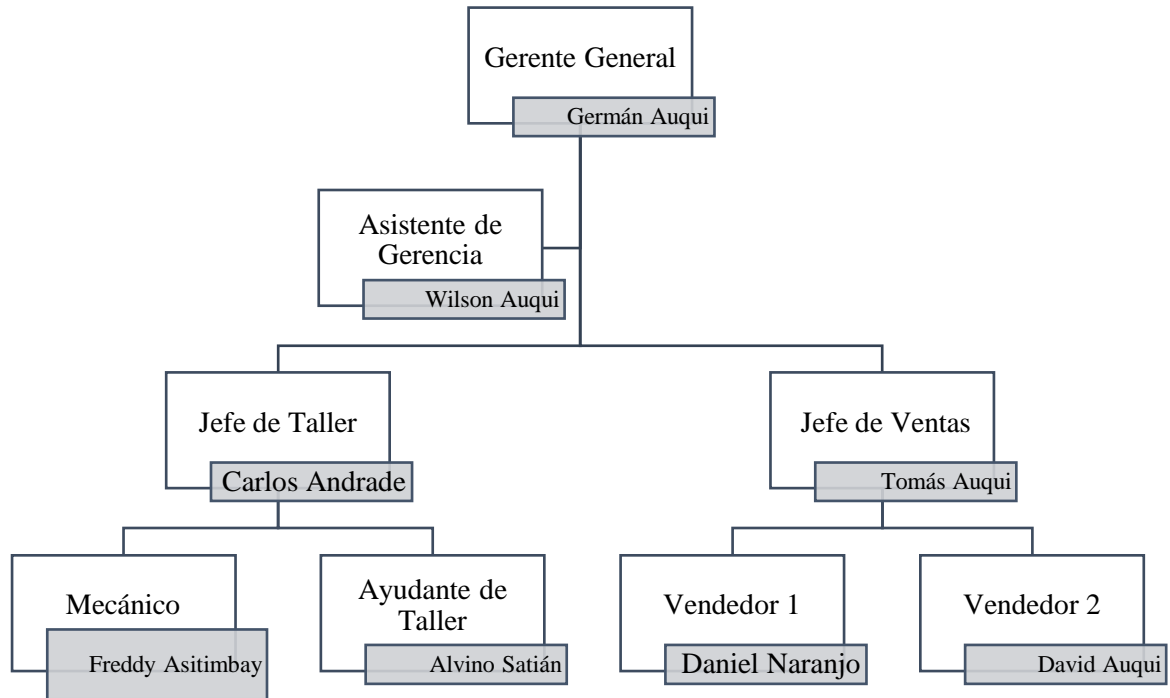 Gerente General
Germán Auqui
Asistente de
Gerencia
Wilson Auqui
Jefe de Taller
Carlos Andrade
Jefe de Ventas
Tomás Auqui
Mecánico
Freddy Asitimbay
Ayudante de
Taller
Alvino Satián
Vendedor 1
Daniel Naranjo
Vendedor 2
David Auqui